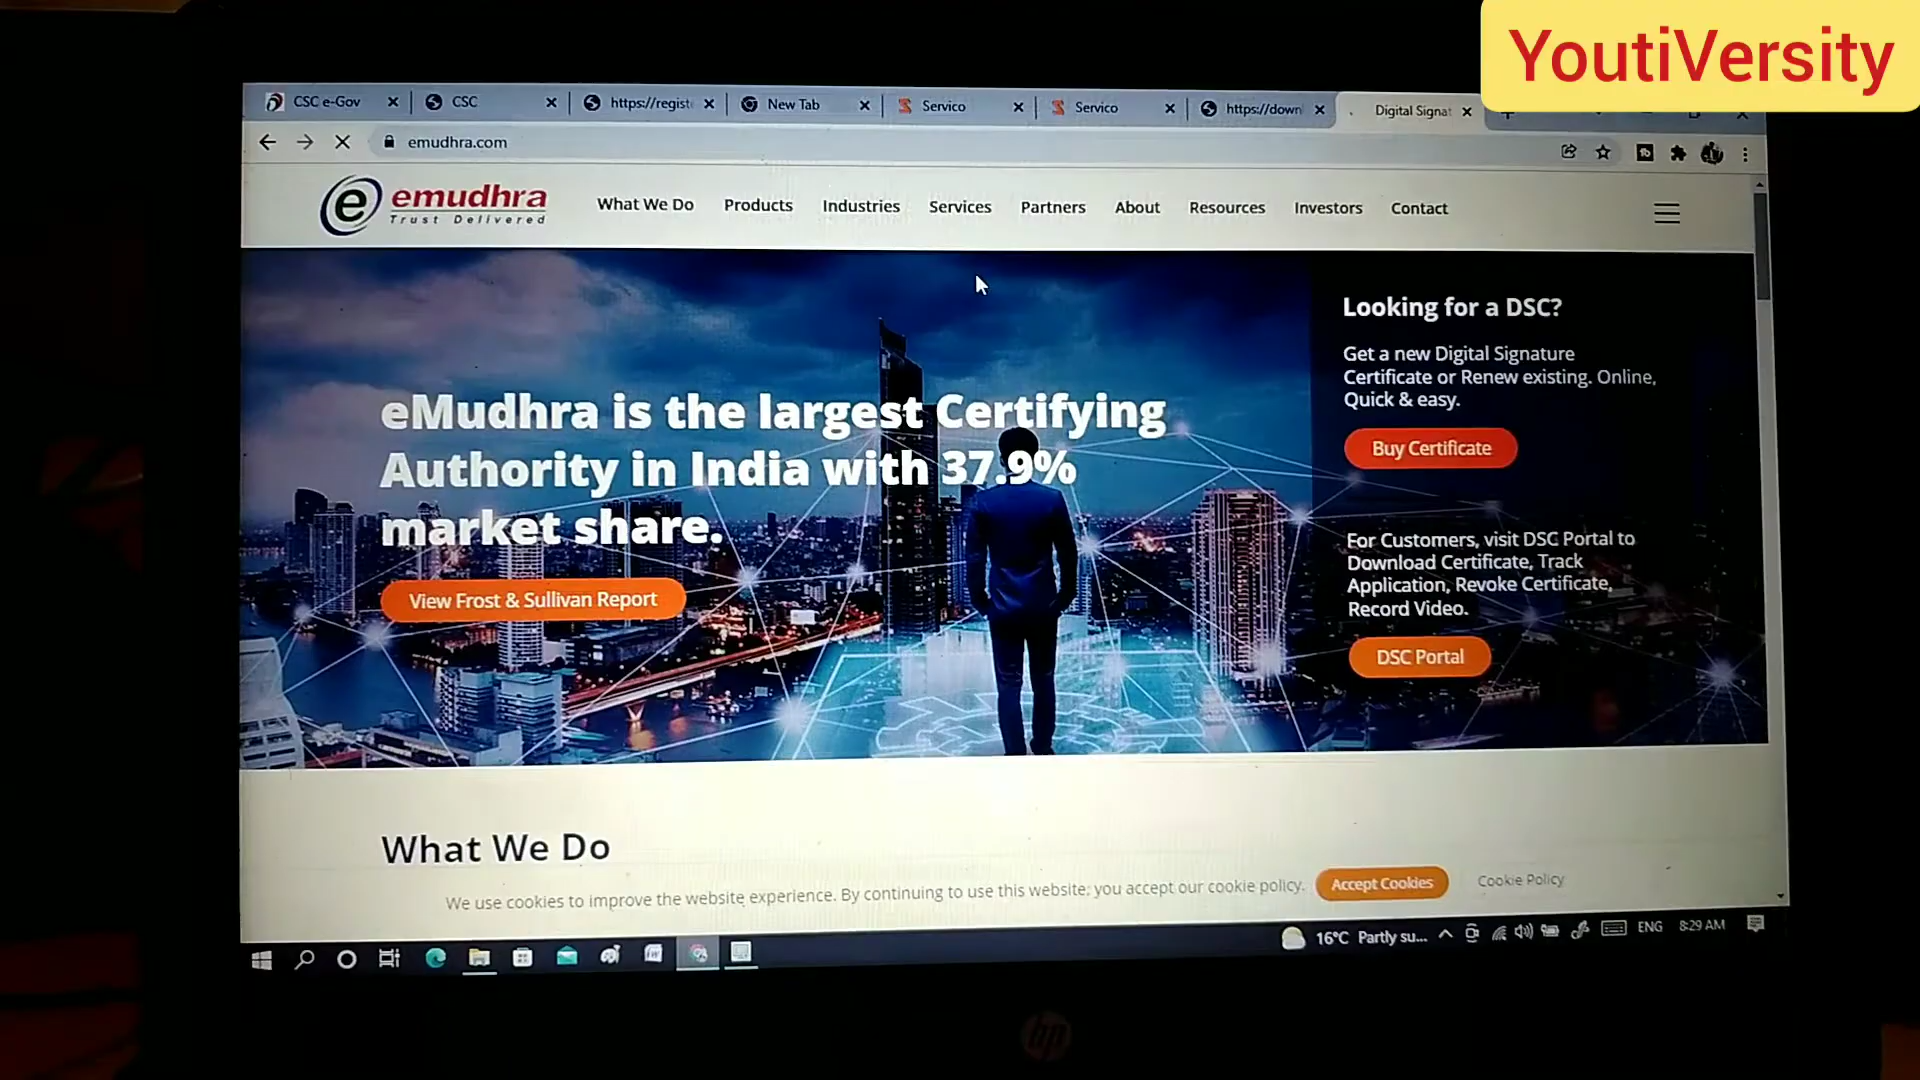 YoutiVersity
CSC e-Gov
CSC
https://regist
New Tab
Servico
Servico
https://down
Digital Signat
emudhra.com
emudhra
Trust Delivered
What We Do
Products
Industries
Services
Partners
About
Resources
Investors
Contact
eMudhra is the largest Certifying
Authority in India with 37.9%
market share.
View Frost & Sullivan Report
Looking for a DSC?
Get a new Digital Signature
Certificate or Renew existing. Online,
Quick & easy.
Buy Certificate
For Customers, visit DSC Portal to
Download Certificate, Track
Application, Revoke Certificate,
Record Video.
DSC Portal
What We Do
We use cookies to improve the website experience. By continuing to use this website; you accept our cookie policy.
Accept Cookies
Cookie Policy
16°C Partly su...
ENG
8:29 AM
hp